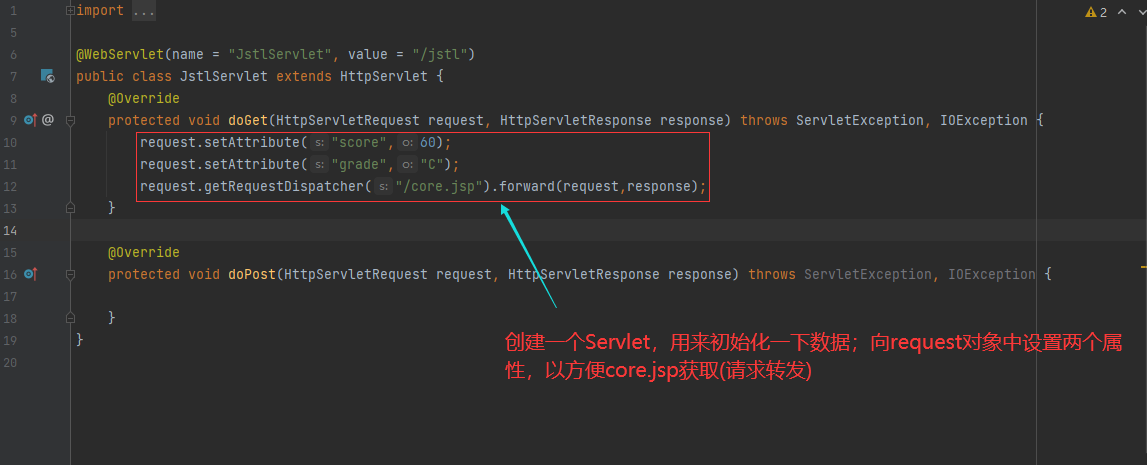 1 import ...
2
5
6 @WebServlet(name = "JstlServlet", value = "/jstl")
7 public class JstlServlet extends HttpServlet {
8 @Override
9 @ protected void doGet(HttpServletRequest request, HttpServletResponse response) throws ServletException, IOException {
10 request.setAttribute( s: "score", o: 60);
11 request.setAttribute( s: "grade", o: "C");
12 request.getRequestDispatcher( s: "/core.jsp").forward(request,response);
13 }
14
15 @Override
16 protected void doPost(HttpServletRequest request, HttpServletResponse response) throws ServletException, IOException {
17
18 }
19 }
20
创建一个Servlet，用来初始化一下数据；向request对象中设置两个属
性，以方便core.jsp获取(请求转发)